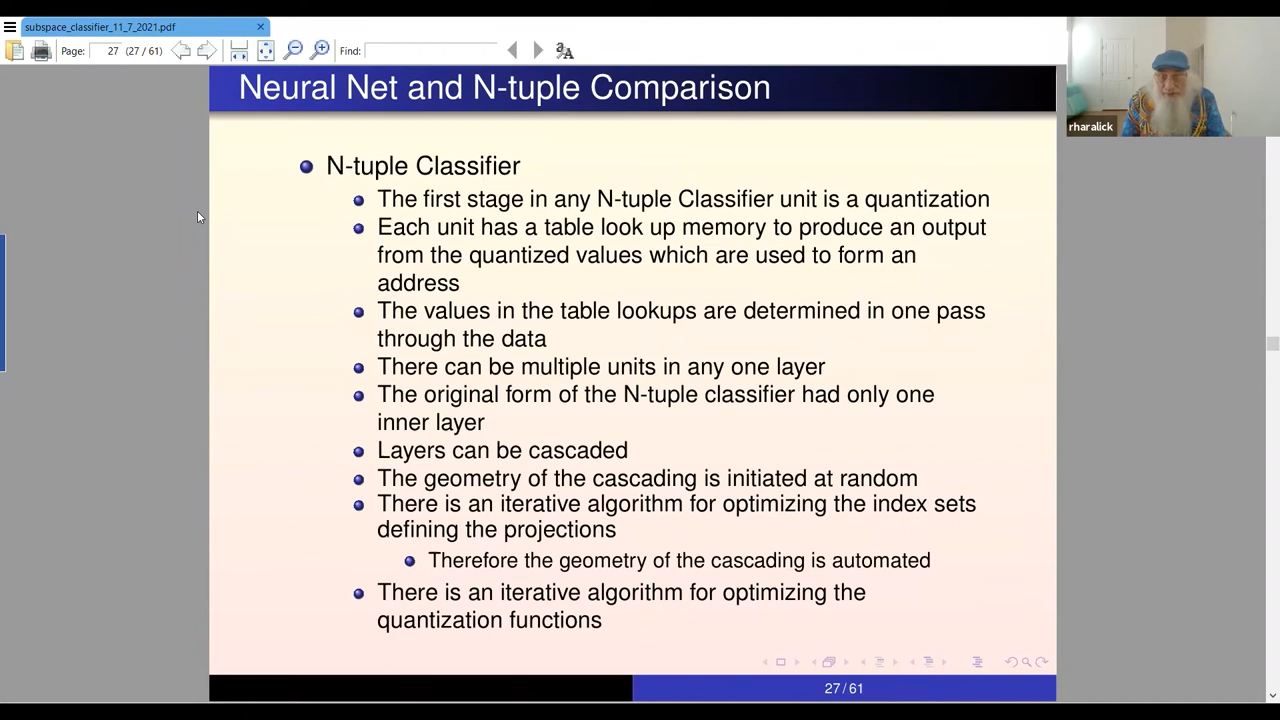 subspace_classifier_11_7_2021.pdf
Page: 27 (27 / 61) Find:
rharalick
Neural Net and N-tuple Comparison
N-tuple Classifier
The first stage in any N-tuple Classifier unit is a quantization
Each unit has a table look up memory to produce an output
from the quantized values which are used to form an
address
The values in the table lookups are determined in one pass
through the data
There can be multiple units in any one layer
The original form of the N-tuple classifier had only one
inner layer
Layers can be cascaded
The geometry of the cascading is initiated at random
There is an iterative algorithm for optimizing the index sets
defining the projections
Therefore the geometry of the cascading is automated
There is an iterative algorithm for optimizing the
quantization functions
27 / 61